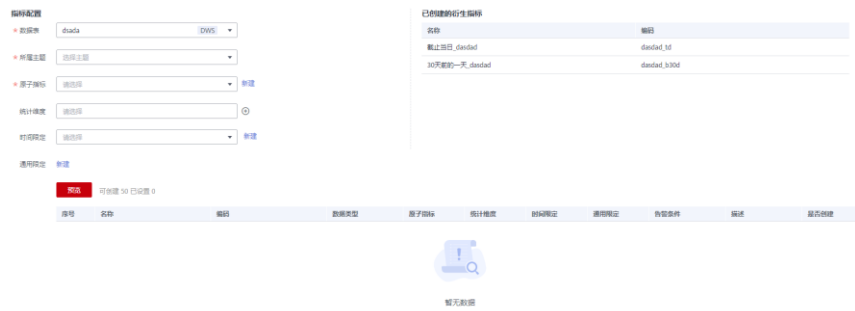 指标配置
* 数据表 dsada DWS
* 所属主题 选择主题
* 原子指标 请选择 新建
统计维度 请选择
时间限定 请选择 新建
通用限定 新建
已创建的衍生指标
名称 编码
截止当日_dasdad dasdad_td
30天前的一天_dasdad dasdad_b30d
预览 可创建 50 已设置 0
序号 名称 编码 数据类型 原子指标 统计维度 时间限定 通用限定 告警条件 描述 是否创建
暂无数据